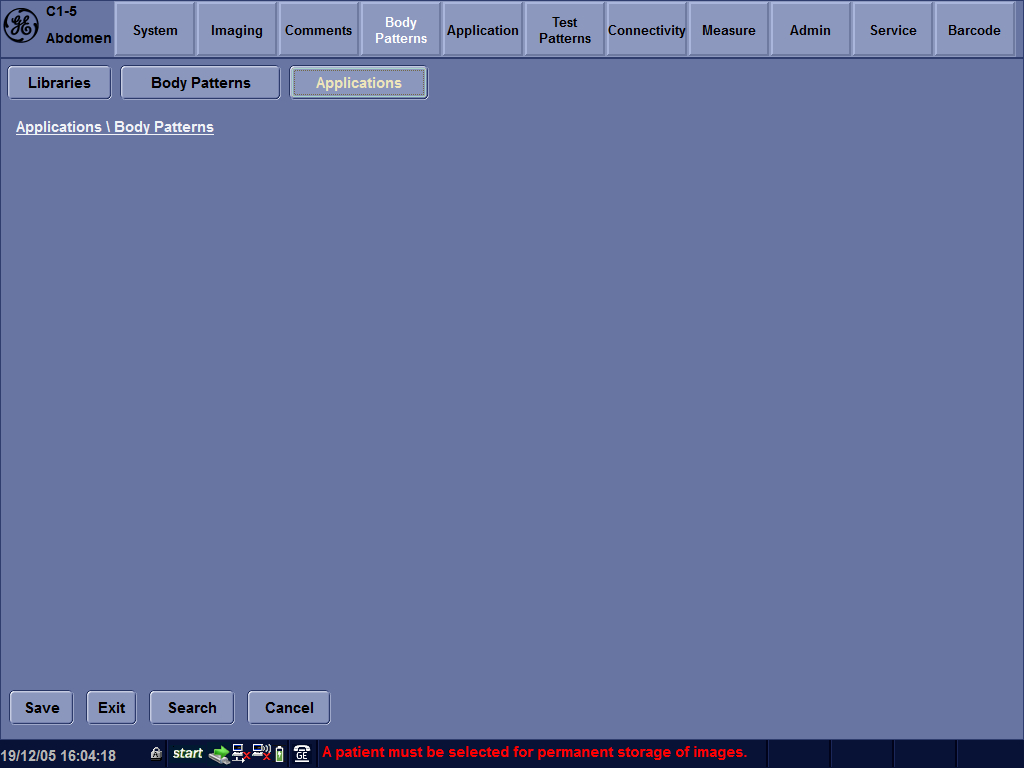 C1-5
Abdomen
System
Imaging
Comments
Body
Patterns
Application
Test
Patterns
Connectivity
Measure
Admin
Service
Barcode
Libraries
Body Patterns
Applications
Applications \ Body Patterns
Save
Exit
Search
Cancel
19/12/05 16:04:18
start
GE
A patient must be selected for permanent storage of images.